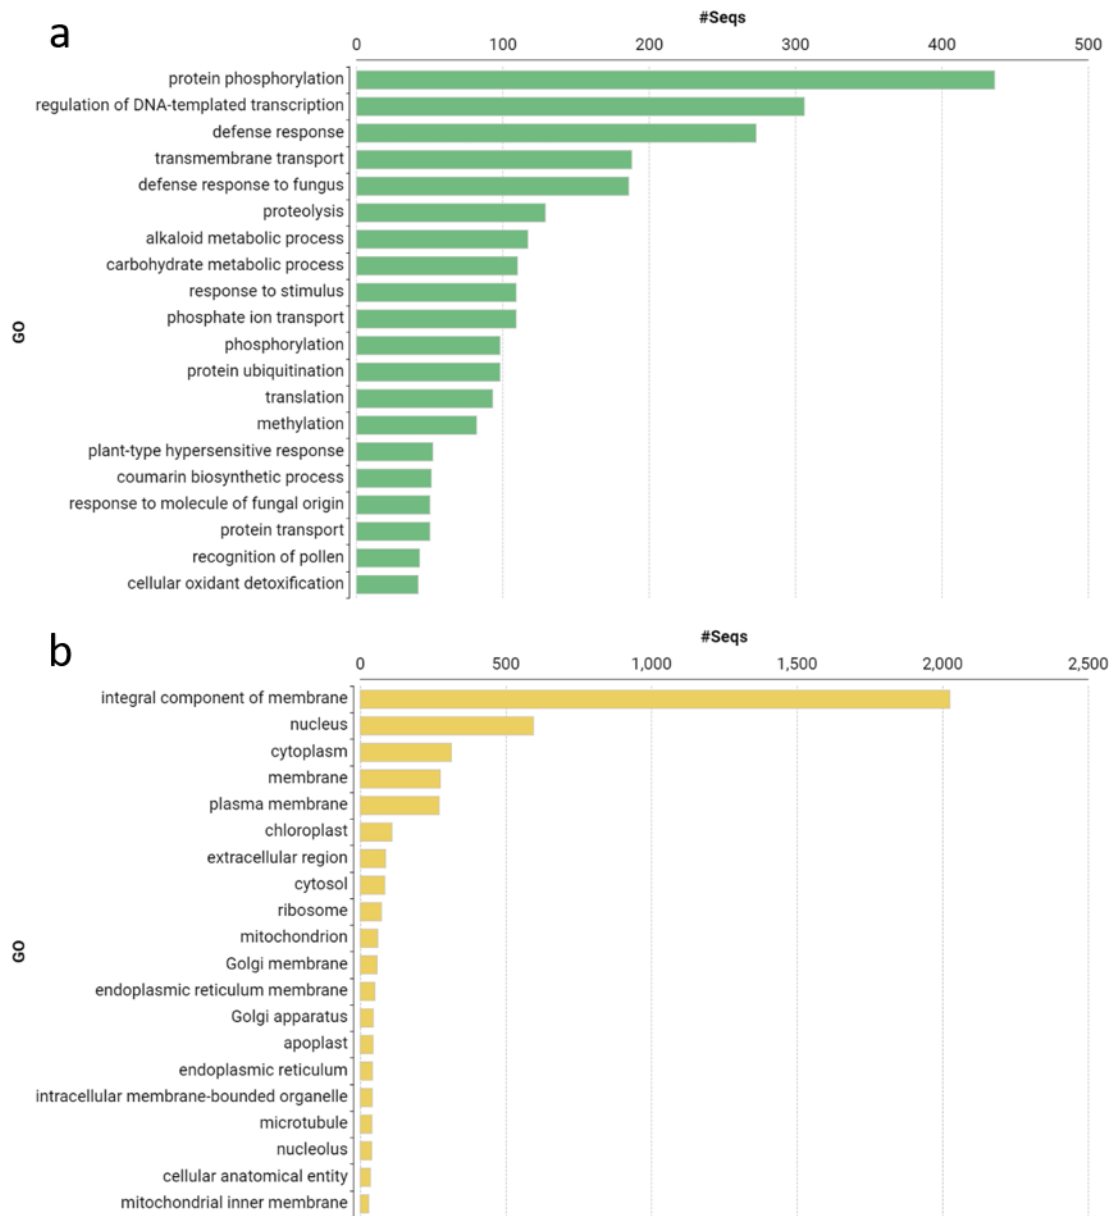 a
#Seqs
0 100 200 300 400 500
protein phosphorylation
regulation of DNA-templated transcription
defense response
transmembrane transport
defense response to fungus
proteolysis
alkaloid metabolic process
carbohydrate metabolic process
response to stimulus
phosphate ion transport
phosphorylation
protein ubiquitination
translation
methylation
plant-type hypersensitive response
coumarin biosynthetic process
response to molecule of fungal origin
protein transport
recognition of pollen
cellular oxidant detoxification
GO
b
#Seqs
0 500 1,000 1,500 2,000 2,500
integral component of membrane
nucleus
cytoplasm
membrane
plasma membrane
chloroplast
extracellular region
cytosol
ribosome
mitochondrion
Golgi membrane
endoplasmic reticulum membrane
Golgi apparatus
apoplast
endoplasmic reticulum
intracellular membrane-bounded organelle
microtubule
nucleolus
cellular anatomical entity
mitochondrial inner membrane
GO